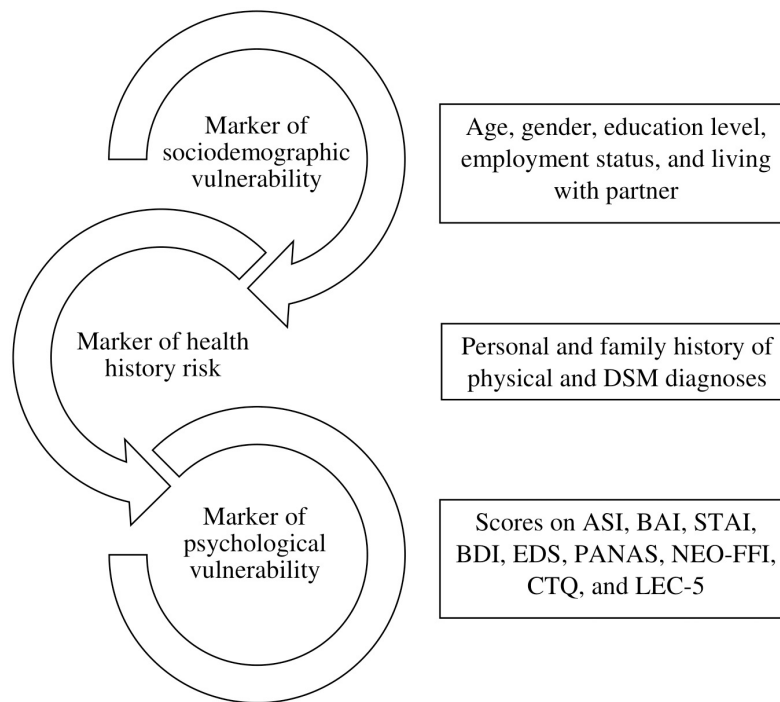 Marker of
sociodemographic
vulnerability
Age, gender, education level,
employment status, and living
with partner
Marker of health
history risk
Personal and family history of
physical and DSM diagnoses
Marker of
psychological
vulnerability
Scores on ASI, BAI, STAI,
BDI, EDS, PANAS, NEO-FFI,
CTQ, and LEC-5